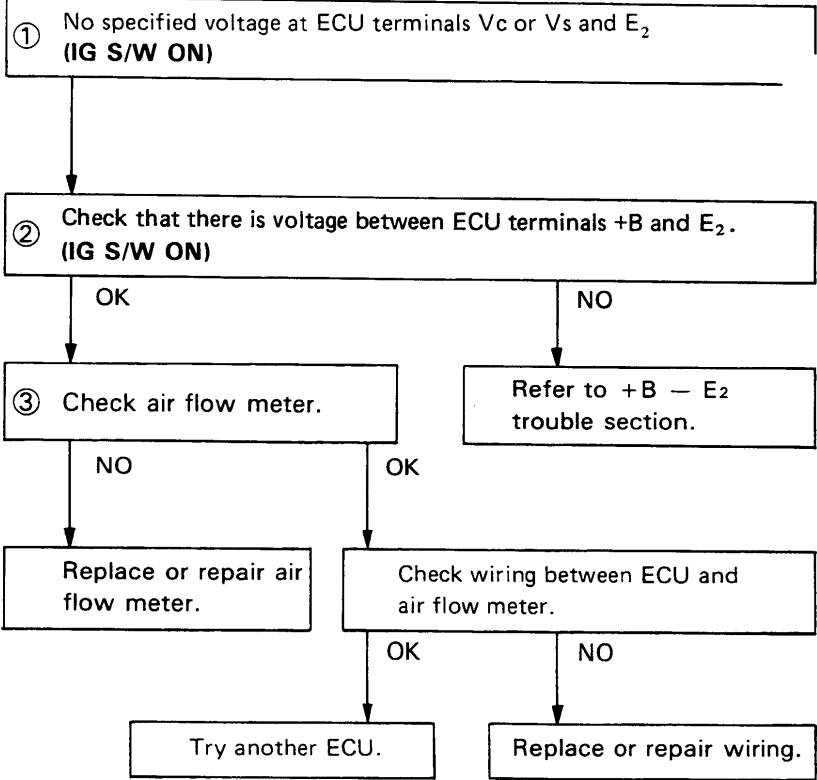 ① No specified voltage at ECU terminals Vc or Vs and E₂
(IG S/W ON)
② Check that there is voltage between ECU terminals +B and E₂.
(IG S/W ON)
OK
NO
③ Check air flow meter.
Refer to +B – E₂
trouble section.
NO
OK
Replace or repair air
flow meter.
Check wiring between ECU and
air flow meter.
OK
NO
Try another ECU.
Replace or repair wiring.